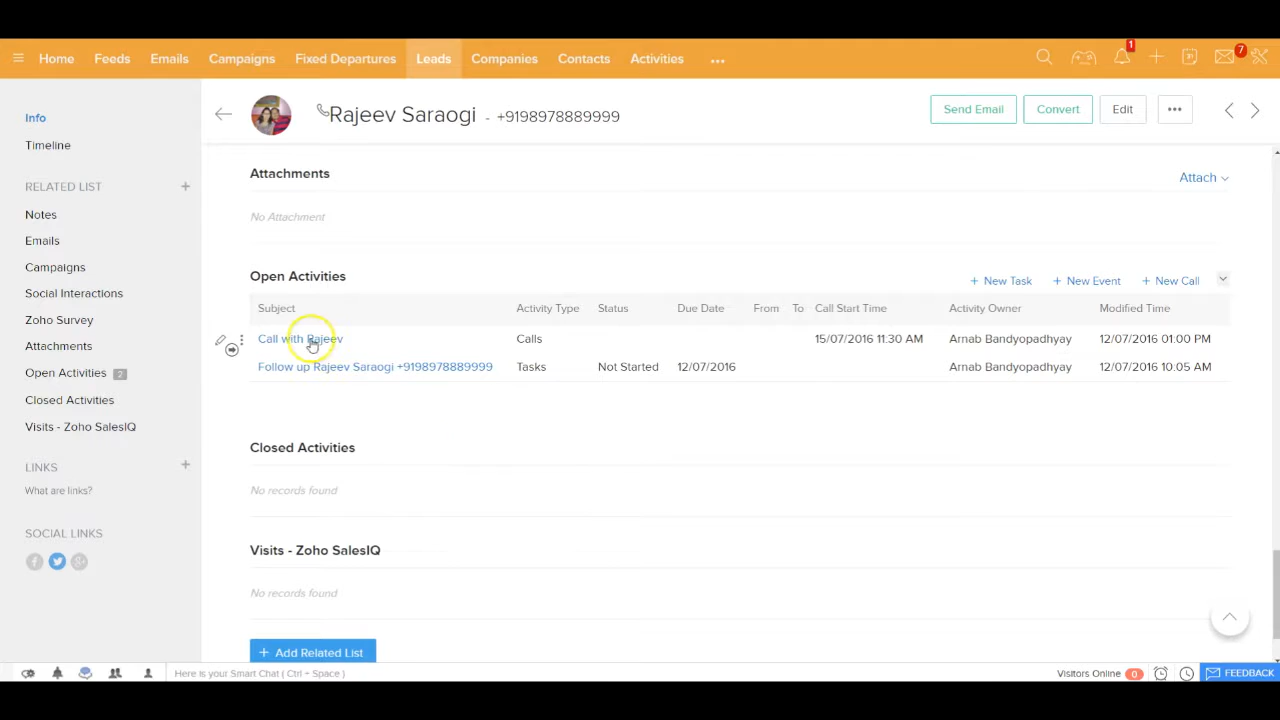 Home Feeds Emails Campaigns Fixed Departures Leads Companies Contacts Activities ... 1 7
Rajeev Saraogi - +9198978889999 Send Email Convert Edit ...
Info
Timeline
RELATED LIST +
Notes
Emails
Campaigns
Social Interactions
Zoho Survey
Attachments
Open Activities 2
Closed Activities
Visits - Zoho SalesIQ
LINKS +
What are links?
SOCIAL LINKS
Attachments Attach
No Attachment
Open Activities + New Task + New Event + New Call
Subject Activity Type Status Due Date From To Call Start Time Activity Owner Modified Time
Call with Rajeev Calls 15/07/2016 11.30 AM Arnab Bandyopadhyay 12/07/2016 01:00 PM
Follow up Rajeev Saraogi +9198978889999 Tasks Not Started 12/07/2016 Arnab Bandyopadhyay 12/07/2016 10.05 AM
Closed Activities
No records found
Visits - Zoho SalesIQ
No records found
+ Add Related List
Here is your Smart Chat ( Ctrl + Space ) Visitors Online 0 FEEDBACK